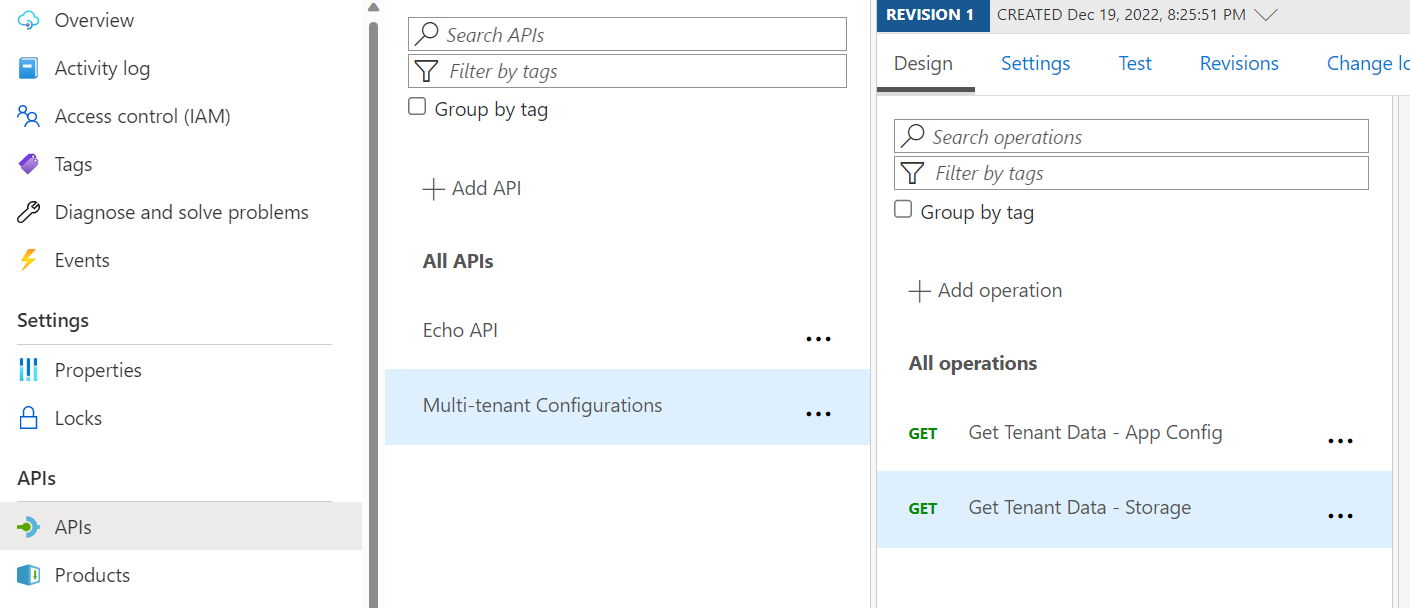 Overview
Activity log
Access control (IAM)
Tags
Diagnose and solve problems
Events
Settings
Properties
Locks
APIs
APIs
Products
Search APIs
Filter by tags
Group by tag
Add API
All APIs
Echo API
Multi-tenant Configurations
REVISION 1 CREATED Dec 19, 2022, 8:25:51 PM
Design Settings Test Revisions Change lo
Search operations
Filter by tags
Group by tag
Add operation
All operations
GET Get Tenant Data - App Config
GET Get Tenant Data - Storage